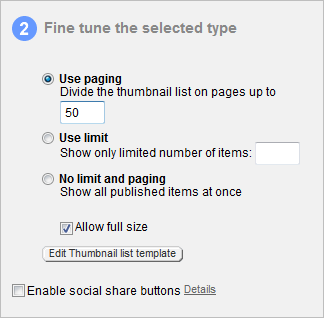 2 Fine tune the selected type
Use paging
Divide the thumbnail list on pages up to
50
Use limit
Show only limited number of items:
No limit and paging
Show all published items at once
Allow full size
Edit Thumbnail list template
Enable social share buttons Details